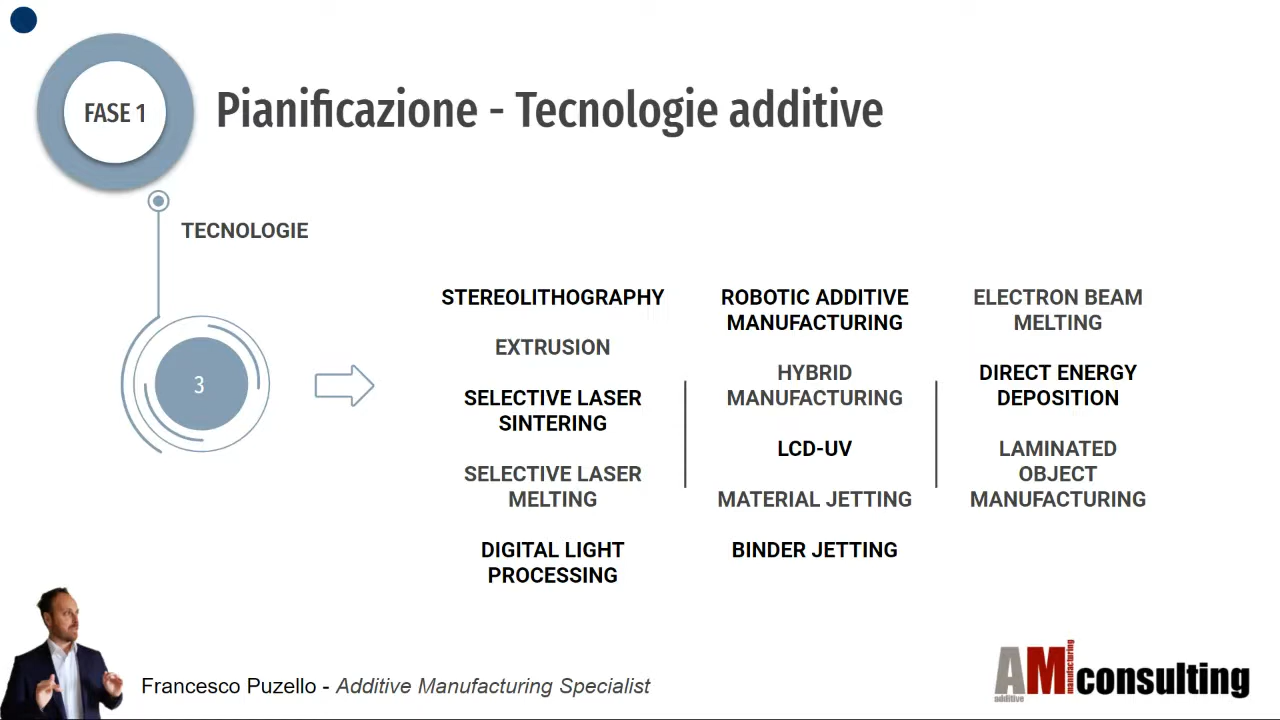 FASE 1
Pianificazione - Tecnologie additive
TECNOLOGIE
3
STEREOLITHOGRAPHY
EXTRUSION
SELECTIVE LASER
SINTERING
SELECTIVE LASER
MELTING
DIGITAL LIGHT
PROCESSING
ROBOTIC ADDITIVE
MANUFACTURING
HYBRID
MANUFACTURING
LCD-UV
MATERIAL JETTING
BINDER JETTING
ELECTRON BEAM
MELTING
DIRECT ENERGY
DEPOSITION
LAMINATED
OBJECT
MANUFACTURING
Francesco Puzello - Additive Manufacturing Specialist
AM consulting
additive
manufacturing